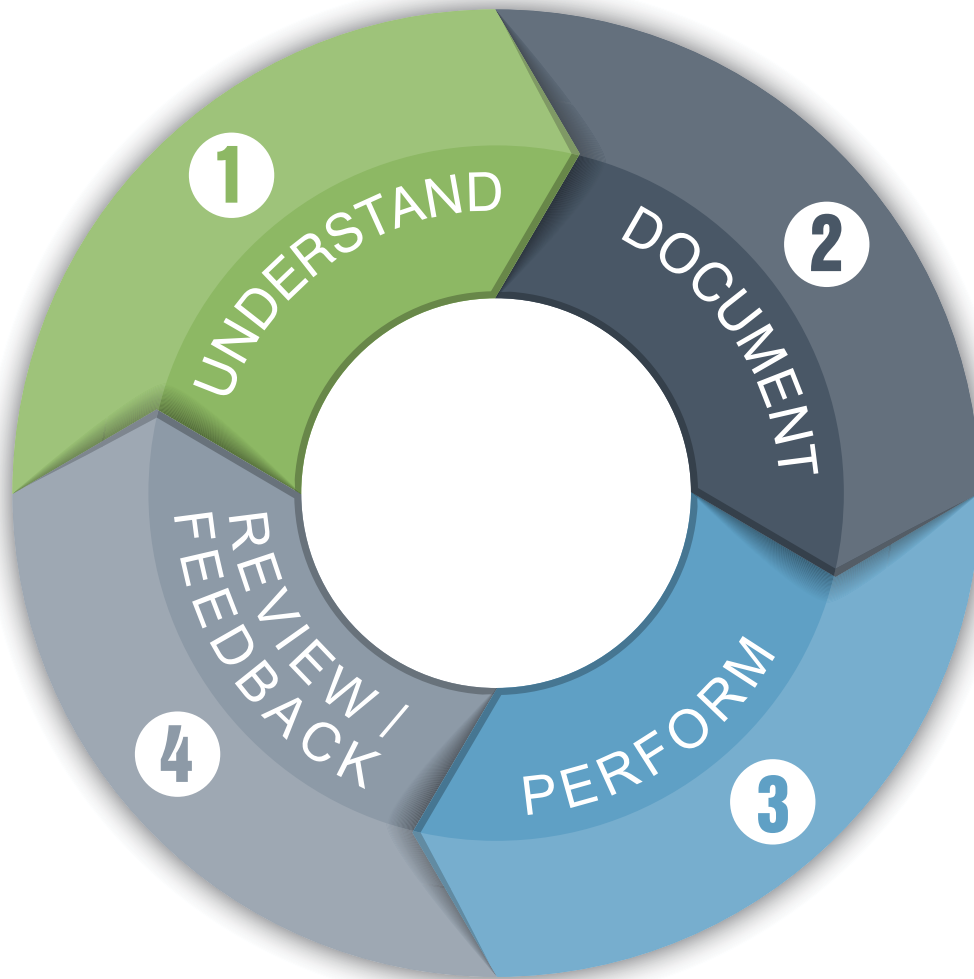 1
UNDERSTAND
2
DOCUMENT
3
PERFORM
4
REVIEW /
FEEDBACK